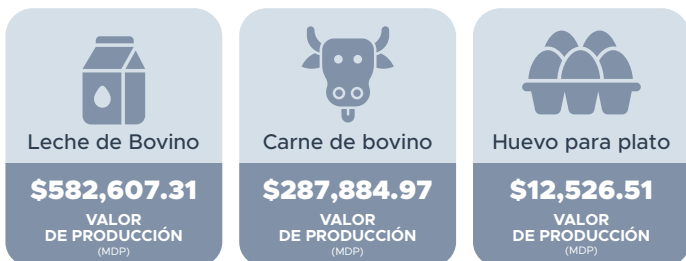 Leche de Bovino
$582,607.31
VALOR
DE PRODUCCIÓN
(MDP)
Carne de bovino
$287,884.97
VALOR
DE PRODUCCIÓN
(MDP)
Huevo para plato
$12,526.51
VALOR
DE PRODUCCIÓN
(MDP)